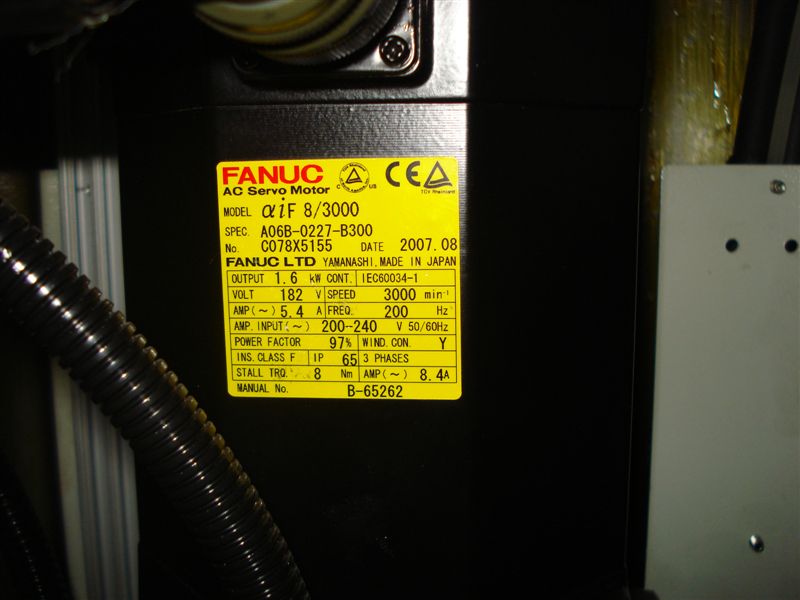 FANUC
AC Servo Motor
C US
CE
TÜV Rheinland
MODEL αiF 8/3000
SPEC. A06B-0227-B300
No. C078X5155 DATE 2007.08
FANUC LTD YAMANASHI, MADE IN JAPAN
OUTPUT 1.6 kW CONT. IEC60034-1
VOLT 182 V SPEED 3000 min⁻¹
AMP(~) 5.4 A FREQ. 200 Hz
AMP. INPUT(~) 200-240 V 50/60Hz
POWER FACTOR 97% WIND. CON. Y
INS. CLASS F IP 65 3 PHASES
STALL TRQ. 8 Nm AMP(~) 8.4A
MANUAL No. B-65262